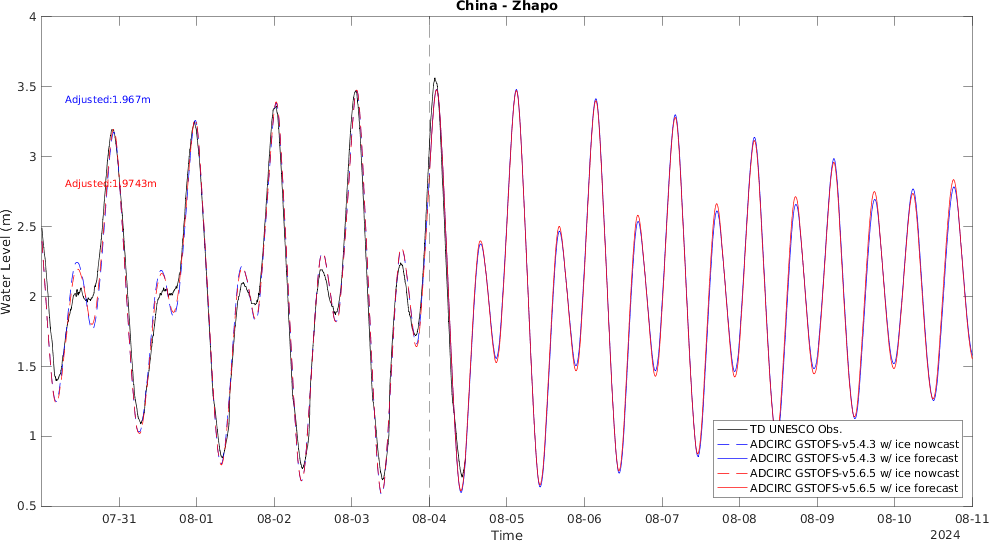 China - Zhapo
4
3.5
3
2.5
2
1.5
1
0.5
Water Level (m)
Adjusted:1.967m
Adjusted:1.9743m
TD UNESCO Obs.
ADCIRC GSTOFS-v5.4.3 w/ ice nowcast
ADCIRC GSTOFS-v5.4.3 w/ ice forecast
ADCIRC GSTOFS-v5.6.5 w/ ice nowcast
ADCIRC GSTOFS-v5.6.5 w/ ice forecast
07-31 08-01 08-02 08-03 08-04 08-05 08-06 08-07 08-08 08-09 08-10 08-11
Time
2024